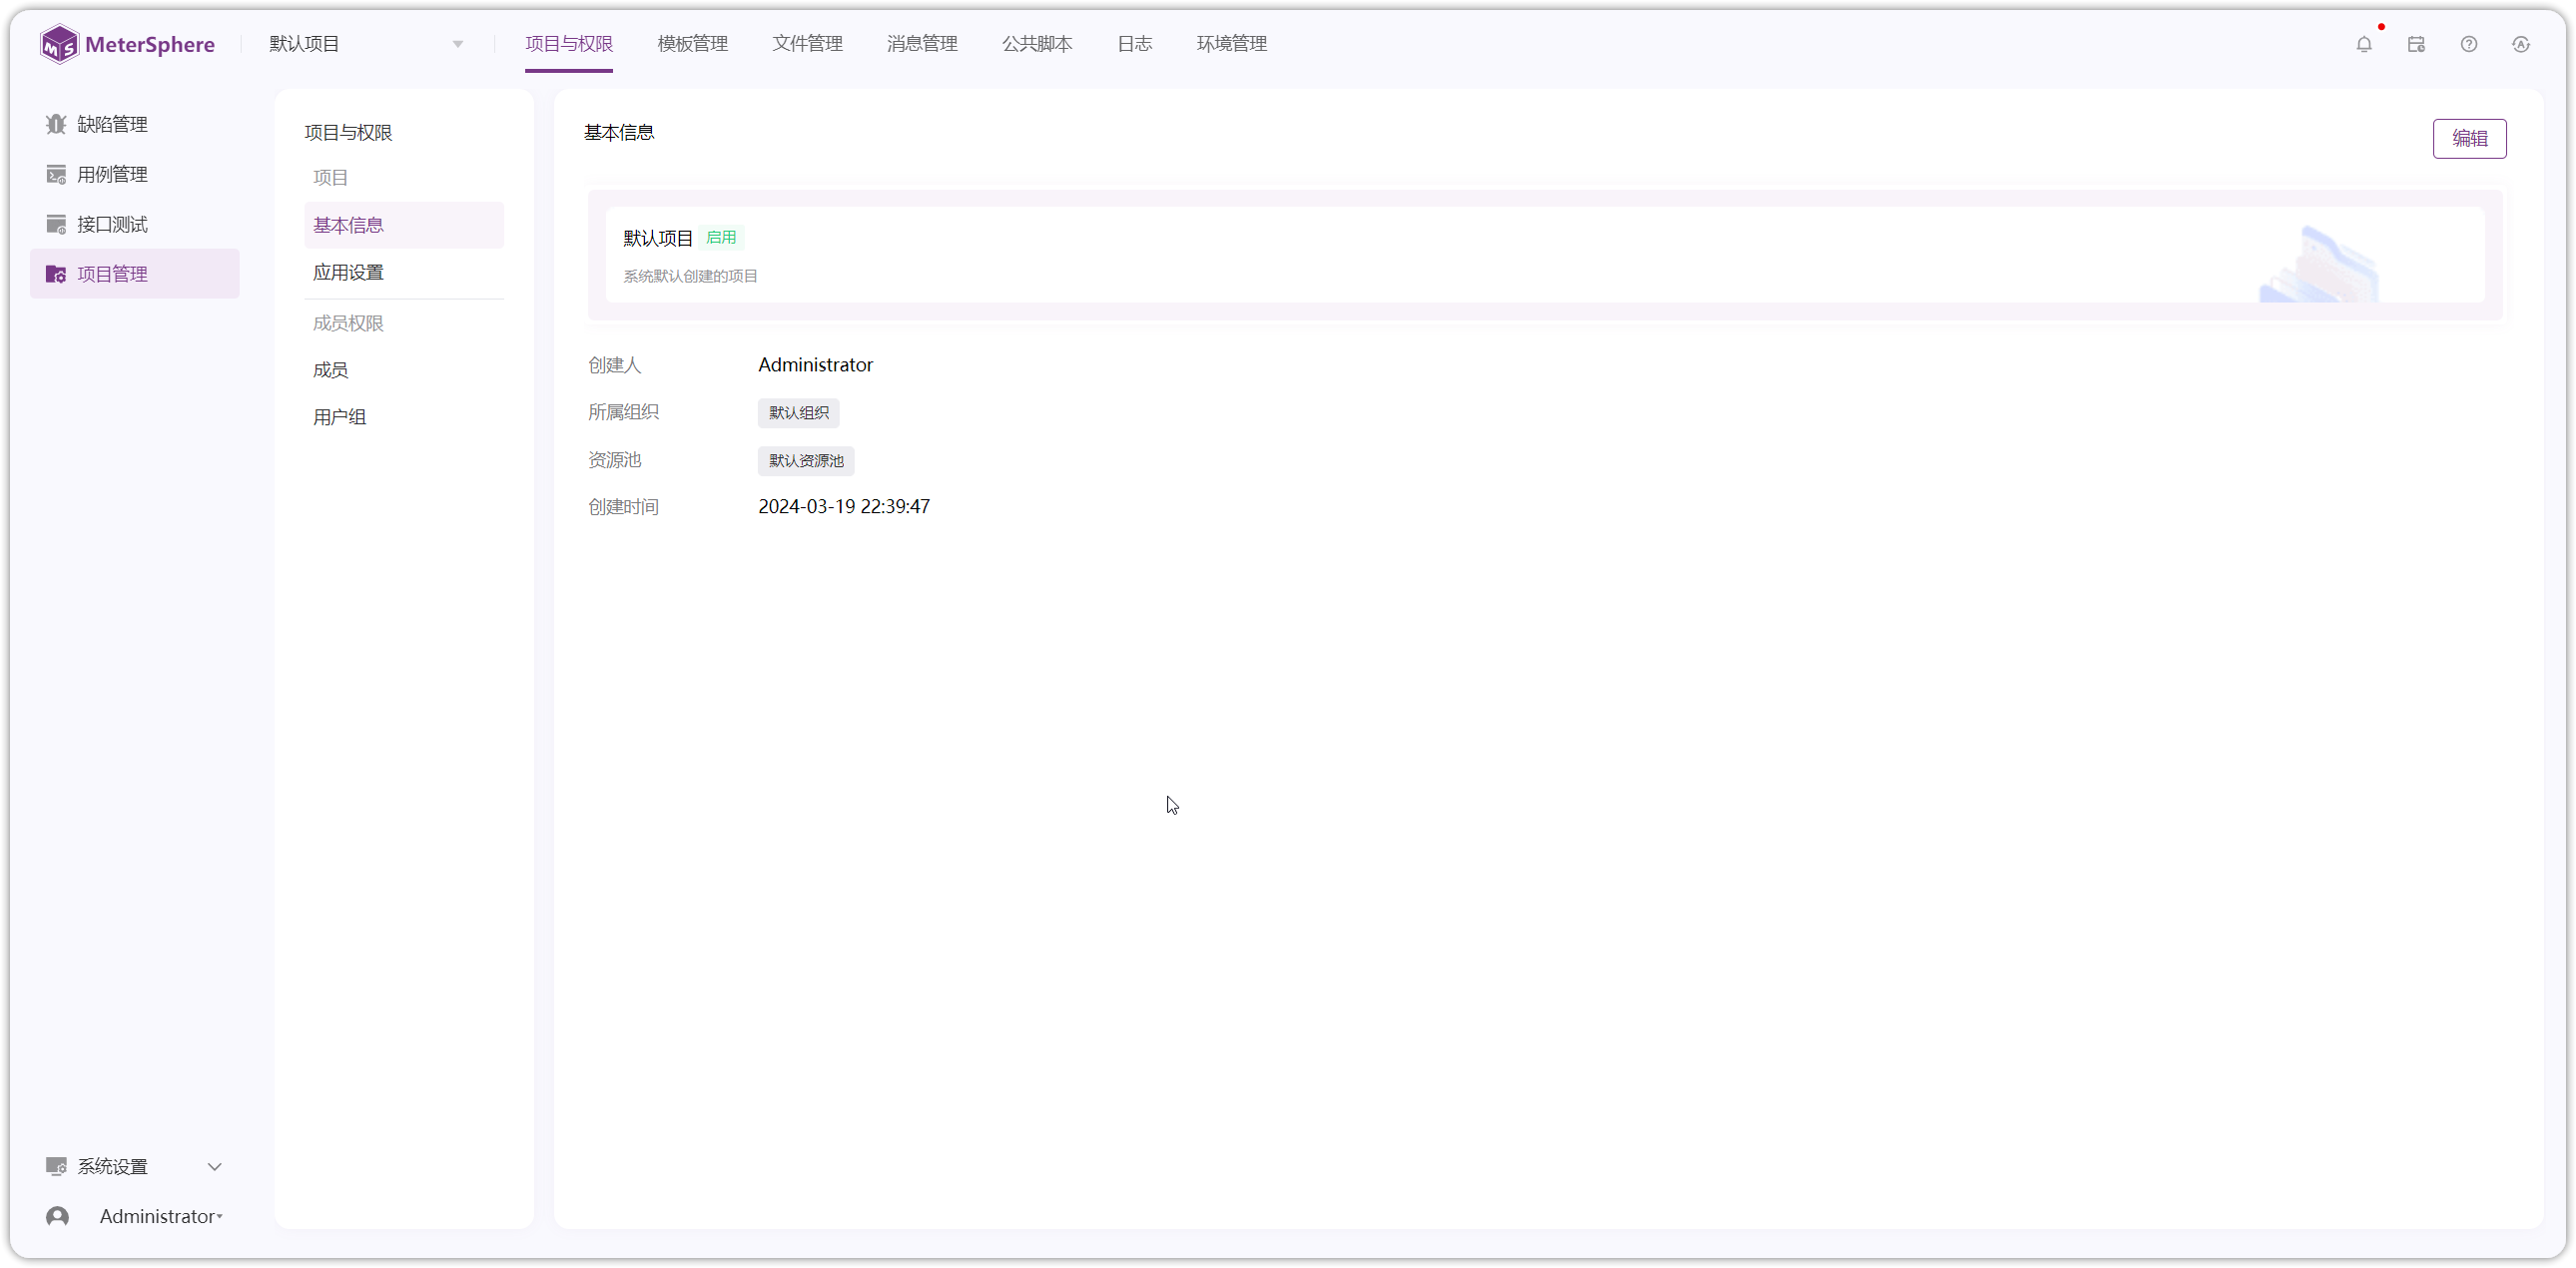 MeterSphere
默认项目
项目与权限
模板管理
文件管理
消息管理
公共脚本
日志
环境管理
缺陷管理
用例管理
接口测试
项目管理
系统设置
Administrator
项目与权限
项目
基本信息
应用设置
成员权限
成员
用户组
基本信息
编辑
默认项目 启用
系统默认创建的项目
创建人 Administrator
所属组织 默认组织
资源池 默认资源池
创建时间 2024-03-19 22:39:47